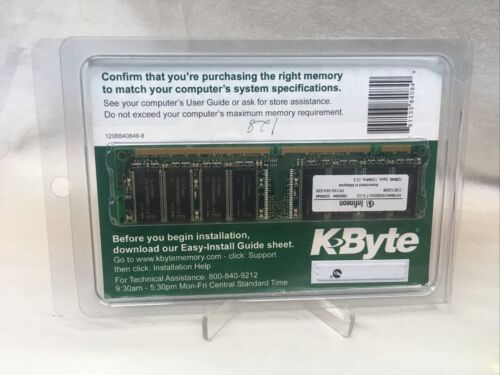 Confirm that you're purchasing the right memory
to match your computer's system specifications.
See your computer's User Guide or ask for store assistance.
Do not exceed your computer's maximum memory requirement.
128
1208840849-8
Infineon
Before you begin installation,
download our Easy-Install Guide sheet.
Go to www.kbytememory.com - click: Support
then click: Installation Help
For Technical Assistance: 800-840-9212
9:30am - 5:30pm Mon-Fri Central Standard Time
KByte